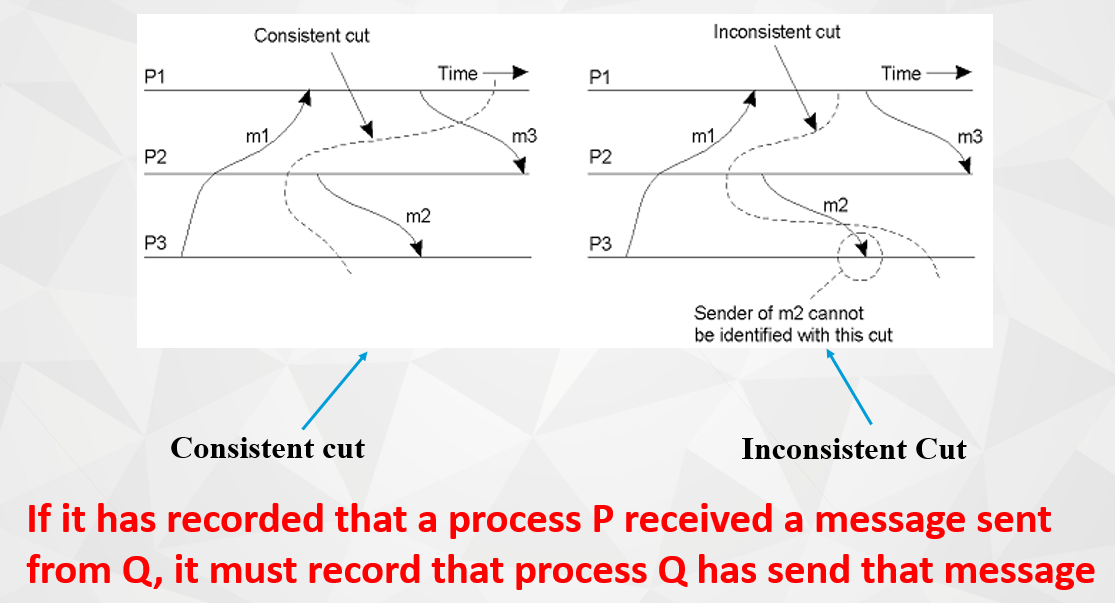 Consistent cut
Time
P1
m1
m3
P2
m2
P3
Inconsistent cut
Time
P1
m1
m3
P2
m2
P3
Sender of m2 cannot
be identified with this cut
Consistent cut
Inconsistent Cut
If it has recorded that a process P received a message sent
from Q, it must record that process Q has send that message